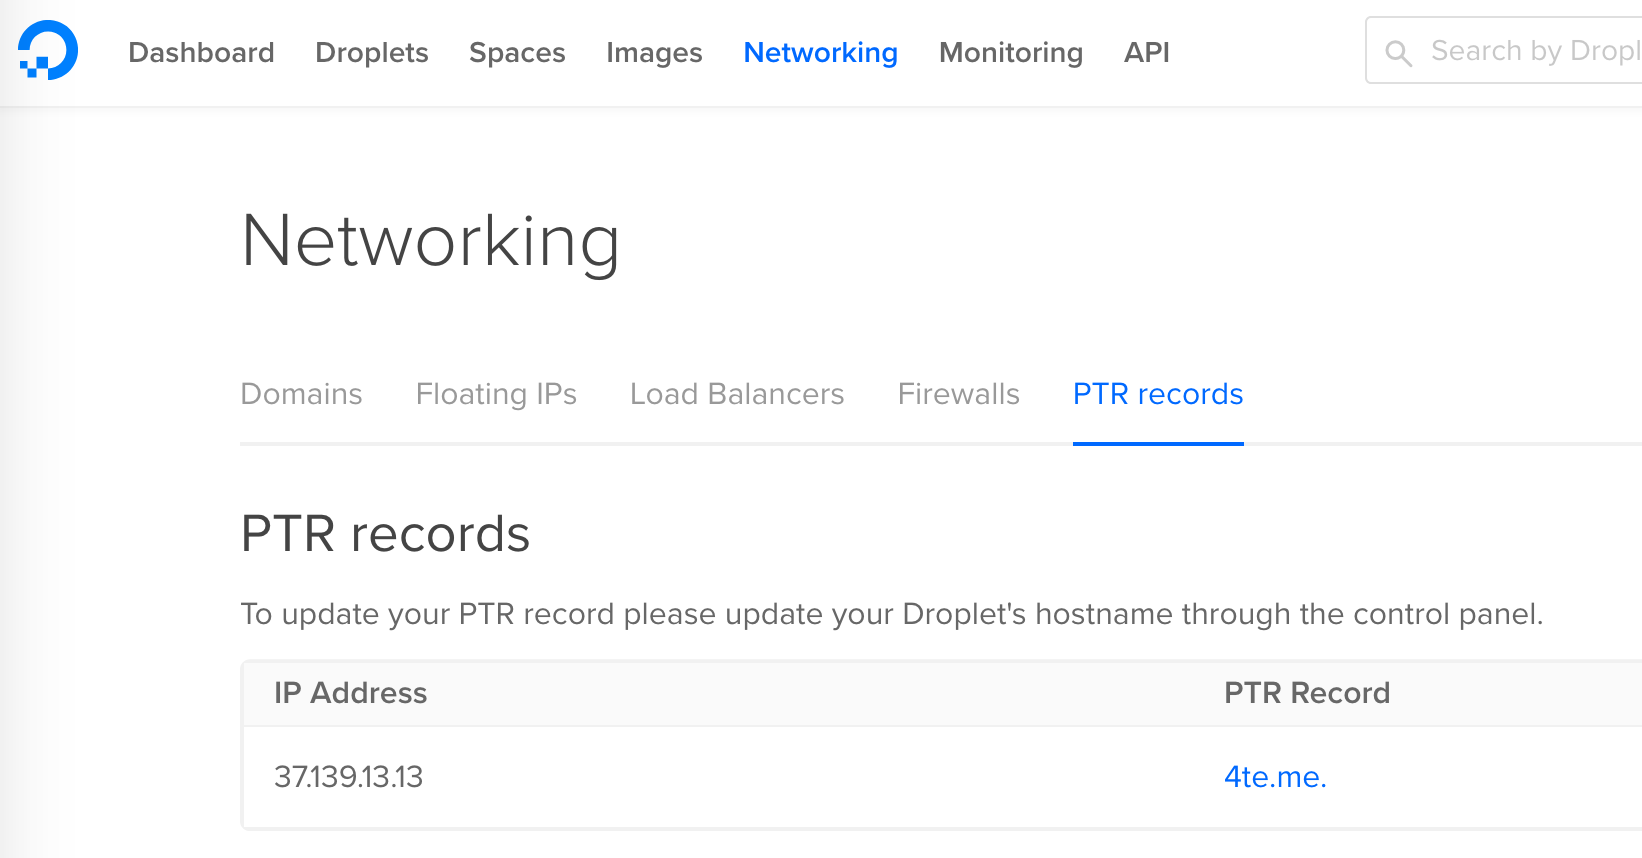 Dashboard Droplets Spaces Images Networking Monitoring API Search by Dropl
Networking
Domains Floating IPs Load Balancers Firewalls PTR records
PTR records
To update your PTR record please update your Droplet's hostname through the control panel.
IP Address PTR Record
37.139.13.13 4te.me.